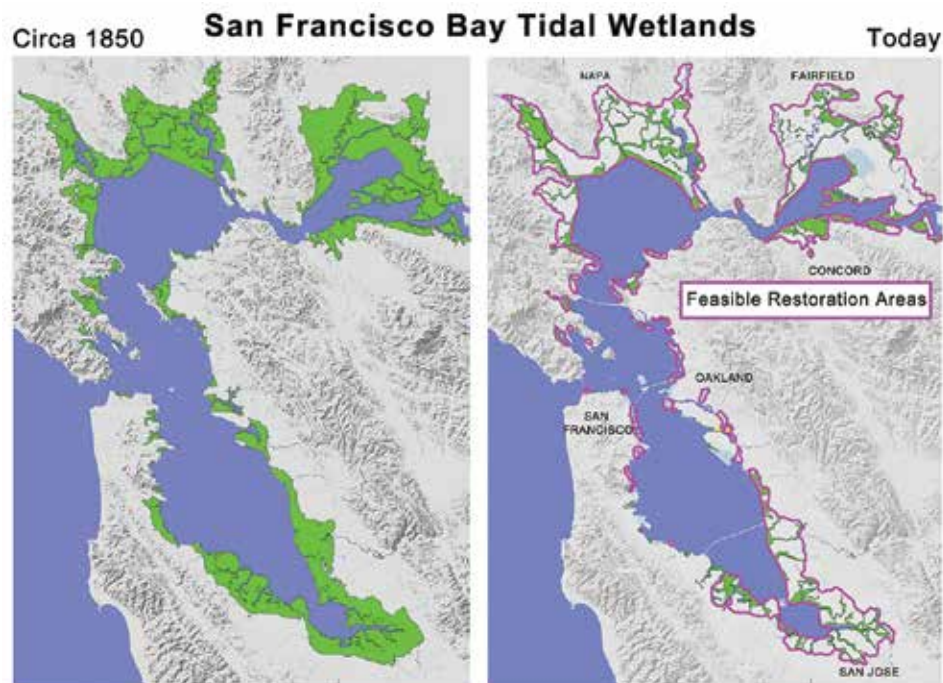 San Francisco Bay Tidal Wetlands
Circa 1850
Today
NAPA
FAIRFIELD
CONCORD
Feasible Restoration Areas
OAKLAND
SAN
FRANCISCO
SAN JOSE